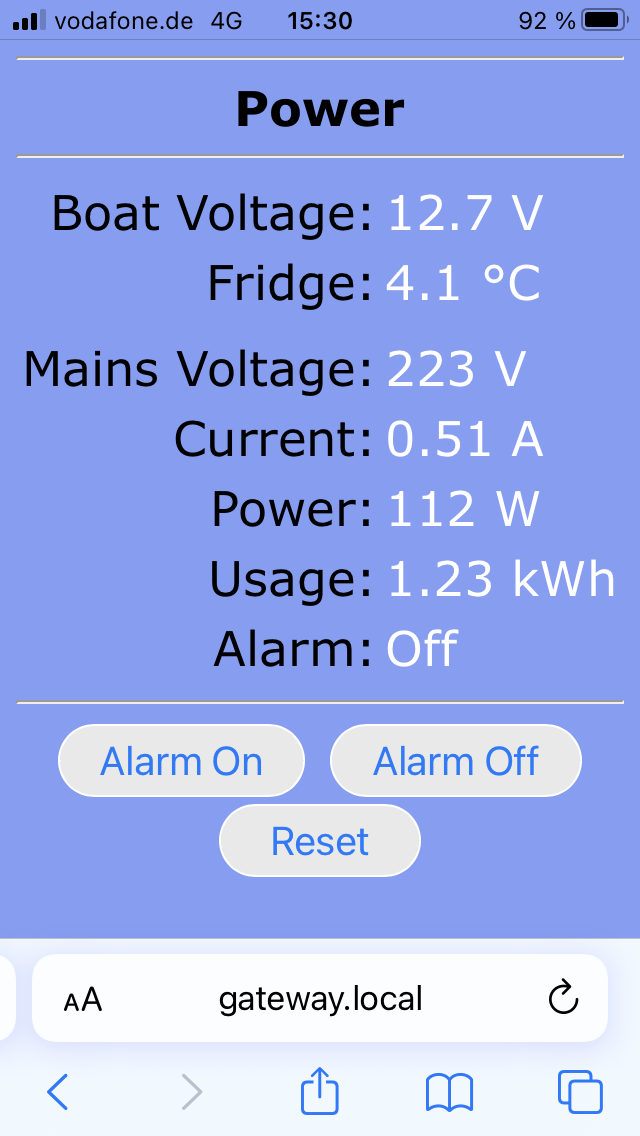 vodafone.de 4G 15:30 92 %
Power
Boat Voltage: 12.7 V
Fridge: 4.1 °C
Mains Voltage: 223 V
Current: 0.51 A
Power: 112 W
Usage: 1.23 kWh
Alarm: Off
Alarm On Alarm Off
Reset
AA gateway.local